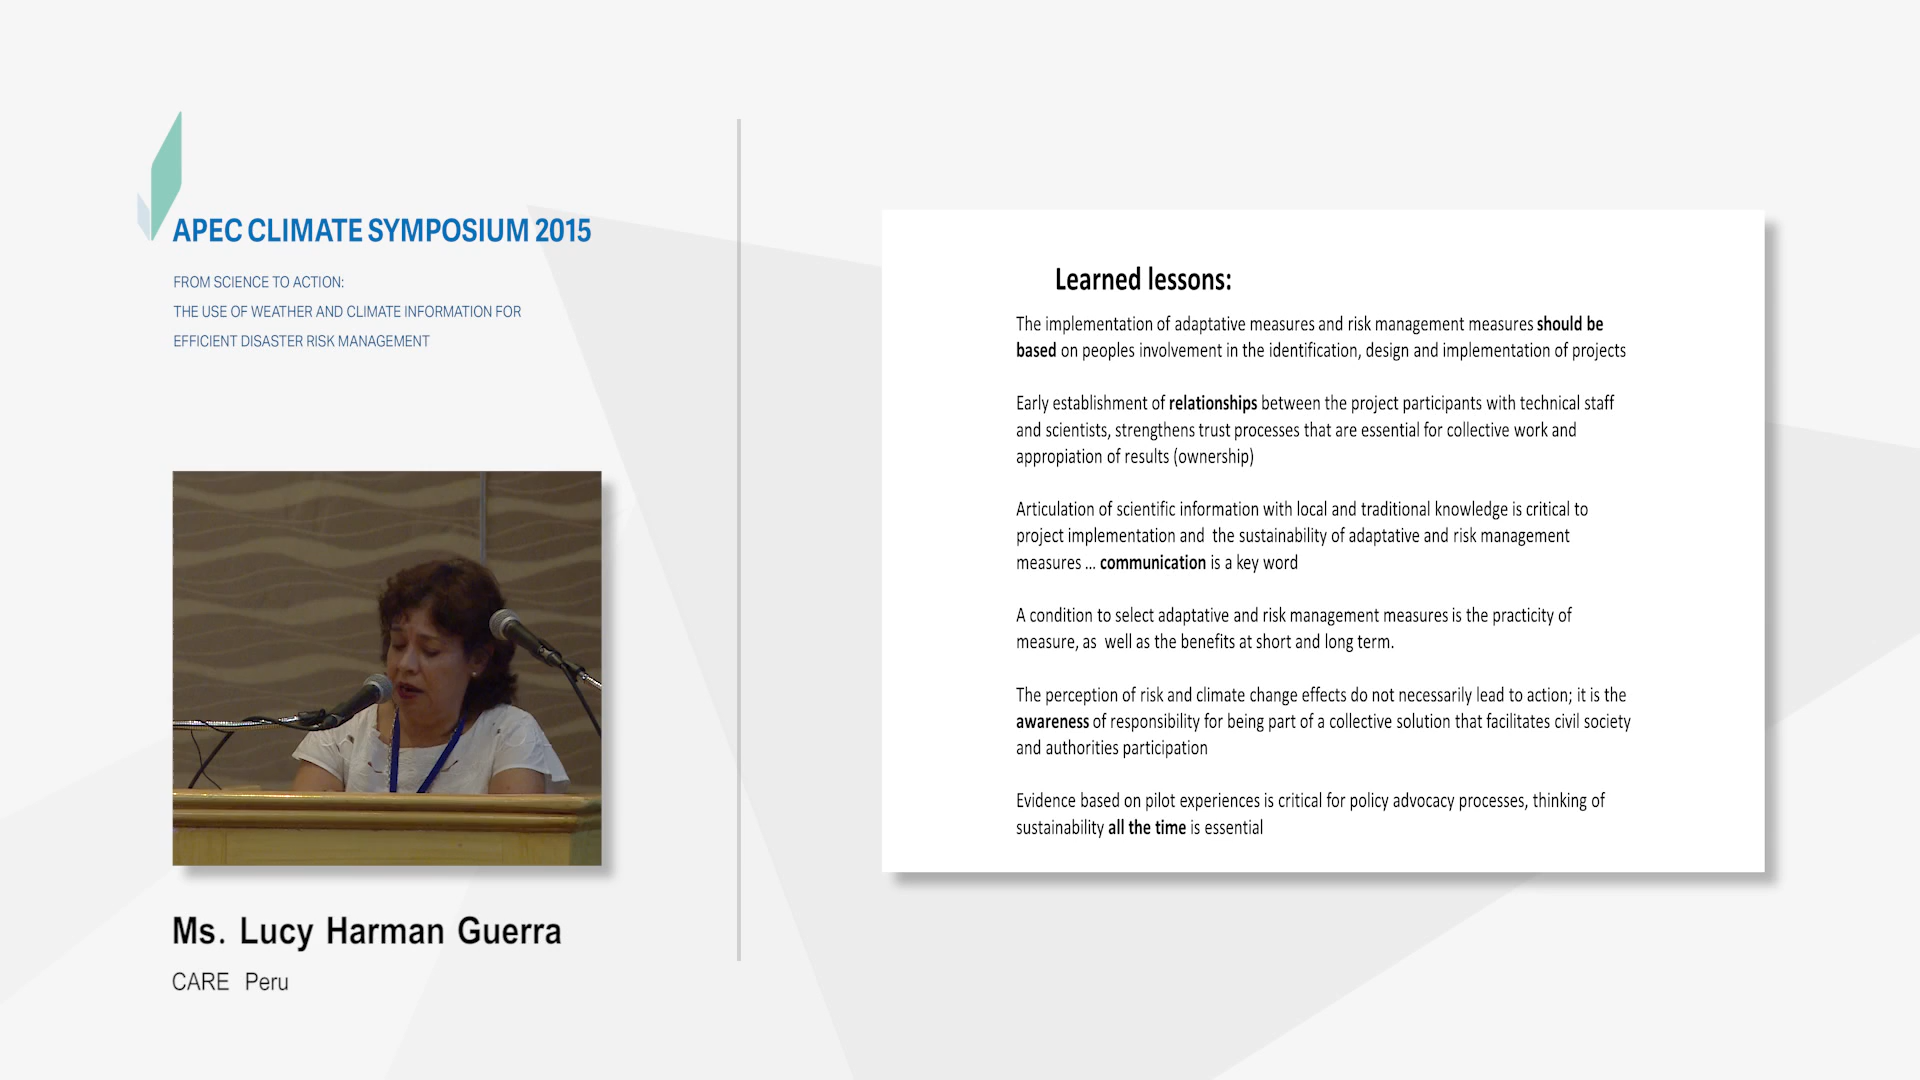 APEC CLIMATE SYMPOSIUM 2015
FROM SCIENCE TO ACTION:
THE USE OF WEATHER AND CLIMATE INFORMATION FOR
EFFICIENT DISASTER RISK MANAGEMENT
Ms. Lucy Harman Guerra
CARE Peru
Learned lessons:
The implementation of adaptative measures and risk management measures should be
based on peoples involvement in the identification, design and implementation of projects
Early establishment of relationships between the project participants with technical staff
and scientists, strengthens trust processes that are essential for collective work and
appropiation of results (ownership)
Articulation of scientific information with local and traditional knowledge is critical to
project implementation and the sustainability of adaptative and risk management
measures ... communication is a key word
A condition to select adaptative and risk management measures is the practicity of
measure, as well as the benefits at short and long term.
The perception of risk and climate change effects do not necessarily lead to action; it is the
awareness of responsibility for being part of a collective solution that facilitates civil society
and authorities participation
Evidence based on pilot experiences is critical for policy advocacy processes, thinking of
sustainability all the time is essential